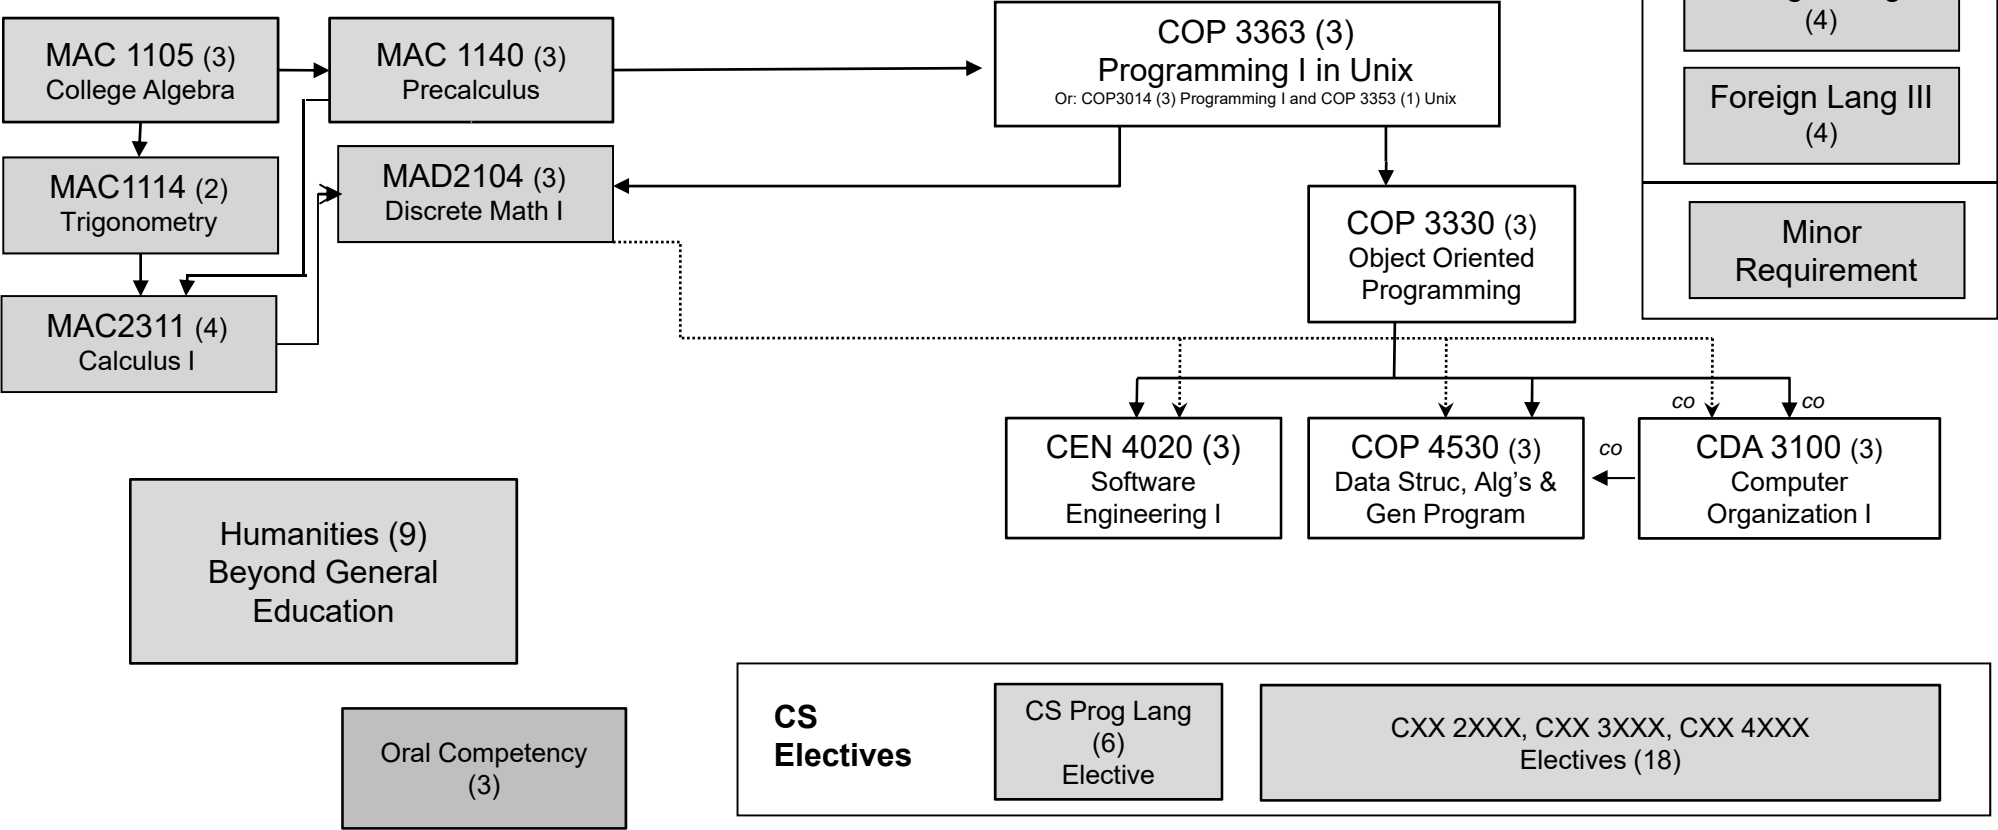 MAC 1105 (3)
College Algebra
MAC 1140 (3)
Precalculus
COP 3363 (3)
Programming I in Unix
Or: COP3014 (3) Programming I and COP 3353 (1) Unix
(4)
Foreign Lang III
(4)
MAC1114 (2)
Trigonometry
MAD2104 (3)
Discrete Math I
COP 3330 (3)
Object Oriented
Programming
Minor
Requirement
MAC2311 (4)
Calculus I
co
co
CEN 4020 (3)
Software
Engineering I
COP 4530 (3)
Data Struc, Alg’s &
Gen Program
co
CDA 3100 (3)
Computer
Organization I
Humanities (9)
Beyond General
Education
Oral Competency
(3)
CS
Electives
CS Prog Lang
(6)
Elective
CXX 2XXX, CXX 3XXX, CXX 4XXX
Electives (18)